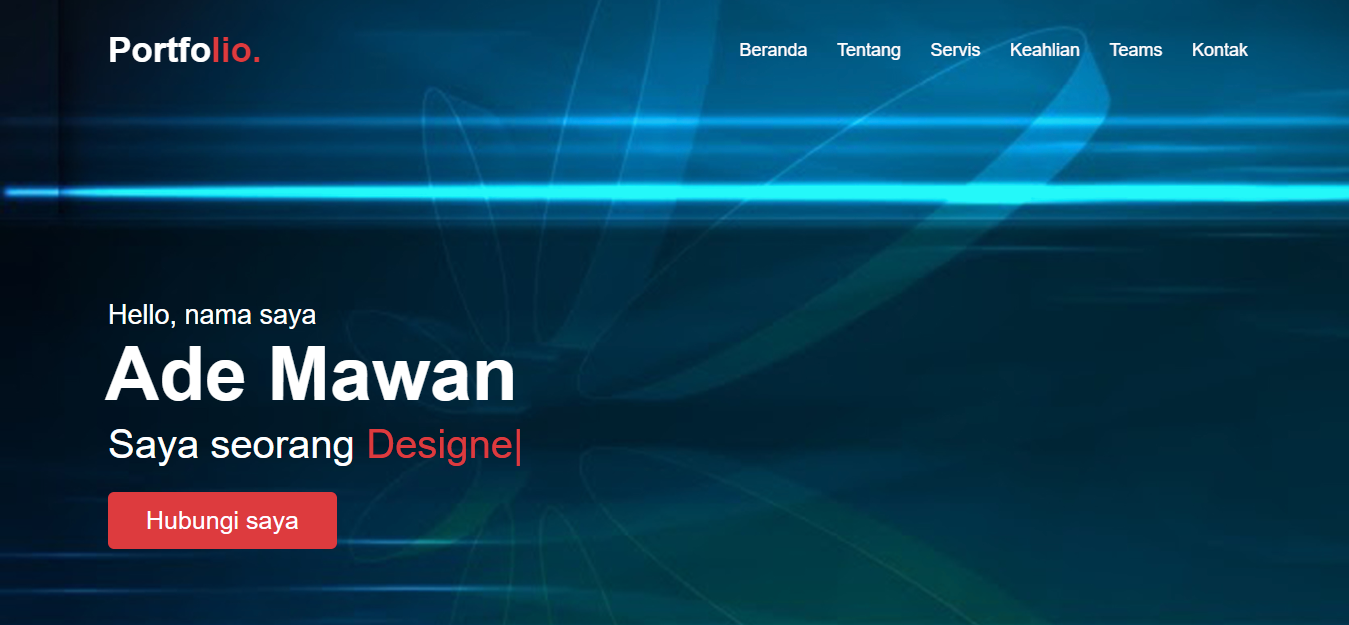 Portfolio.
Beranda Tentang Servis Keahlian Teams Kontak
Hello, nama saya
Ade Mawan
Saya seorang Designe|
Hubungi saya